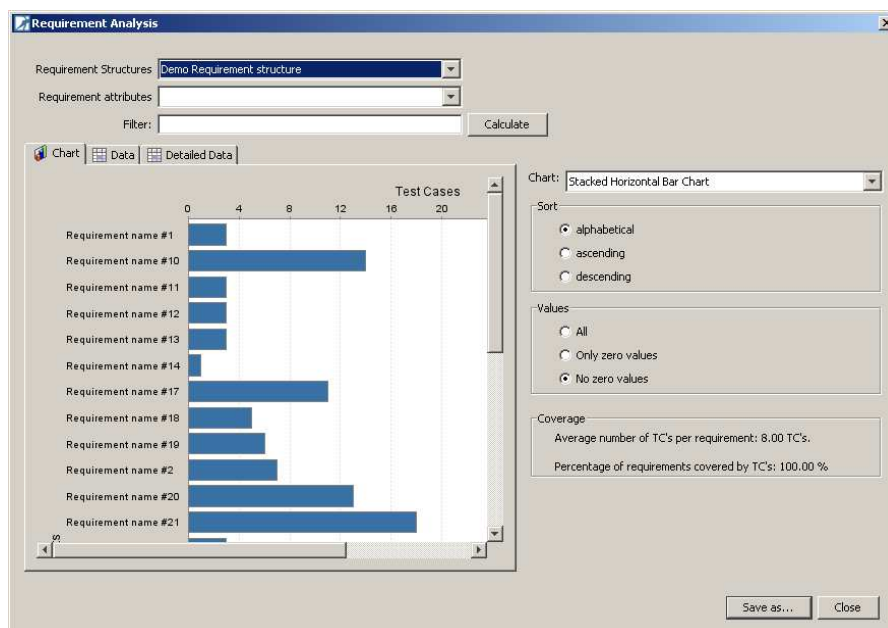 Requirement Analysis
Requirement Structures Demo Requirement structure
Requirement attributes
Filter: Calculate
Chart Data Detailed Data
Test Cases
0 4 8 12 16 20
Requirement name #1
Requirement name #10
Requirement name #11
Requirement name #12
Requirement name #13
Requirement name #14
Requirement name #17
Requirement name #18
Requirement name #19
Requirement name #2
Requirement name #20
Requirement name #21
Chart: Stacked Horizontal Bar Chart
Sort
alphabetical
ascending
descending
Values
All
Only zero values
No zero values
Coverage
Average number of TC's per requirement: 8.00 TC's.
Percentage of requirements covered by TC's: 100.00 %
Save as... Close